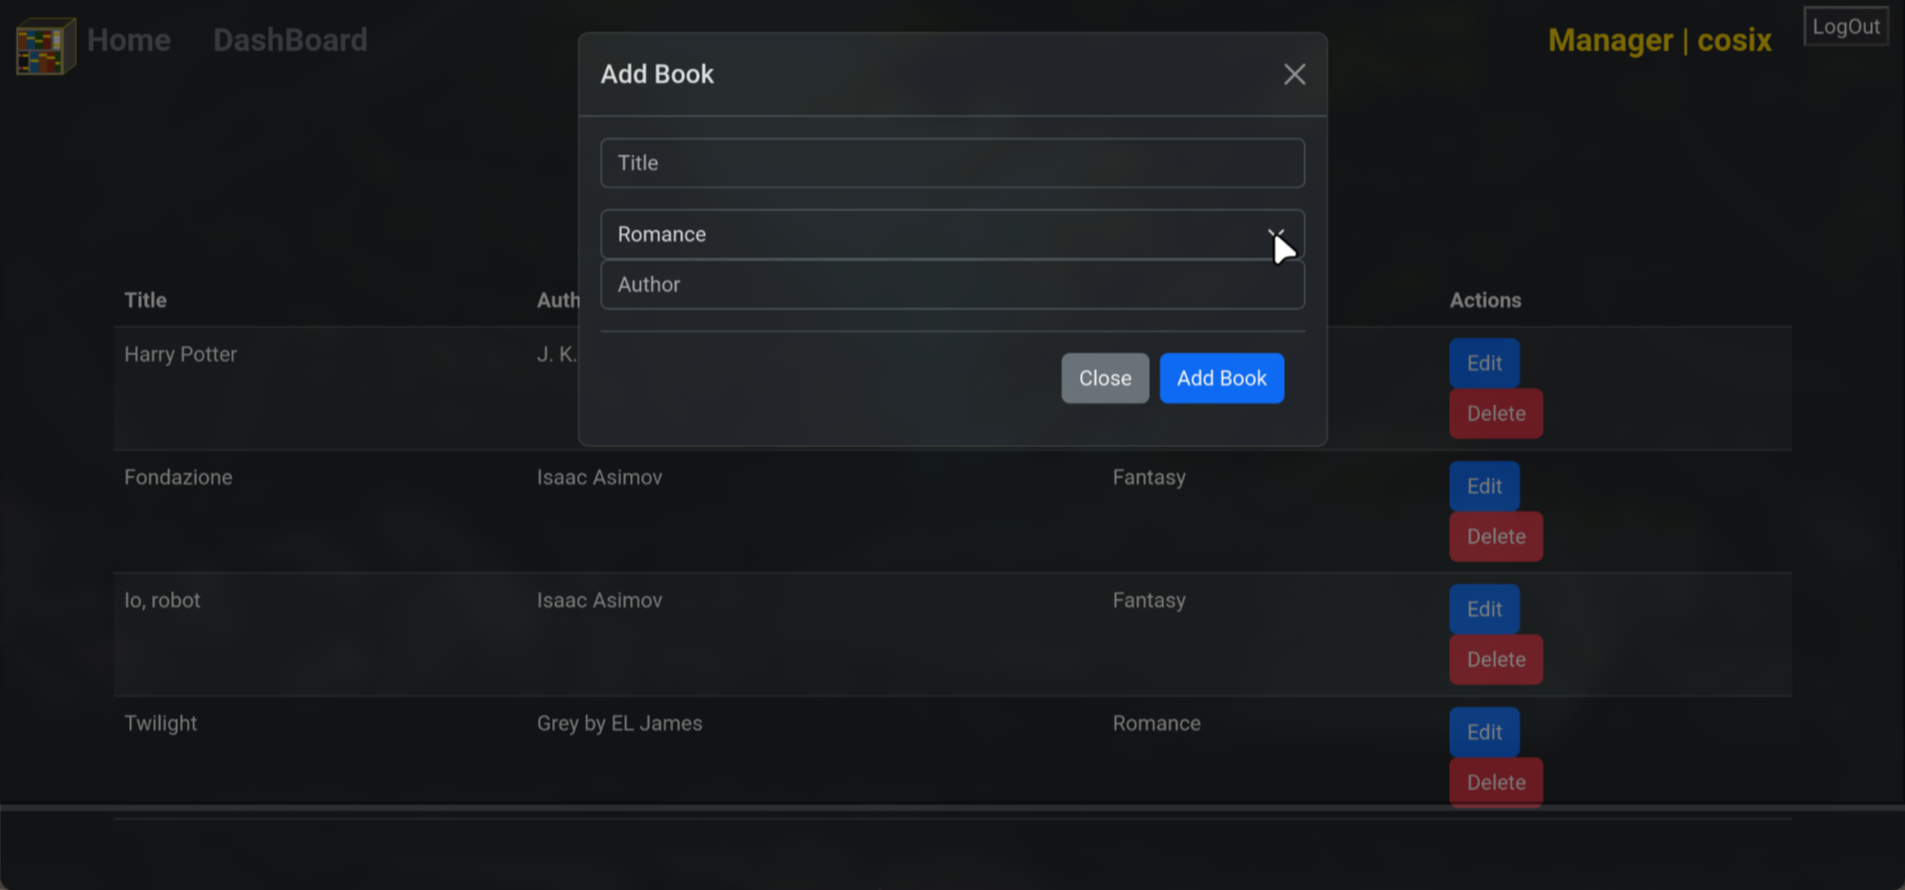 Home DashBoard Manager | cosix LogOut
Add Book
Title
Romance
Author
Close Add Book
Title Auth Actions
Harry Potter J. K. Edit
Delete
Fondazione Isaac Asimov Fantasy Edit
Delete
Io, robot Isaac Asimov Fantasy Edit
Delete
Twilight Grey by EL James Romance Edit
Delete